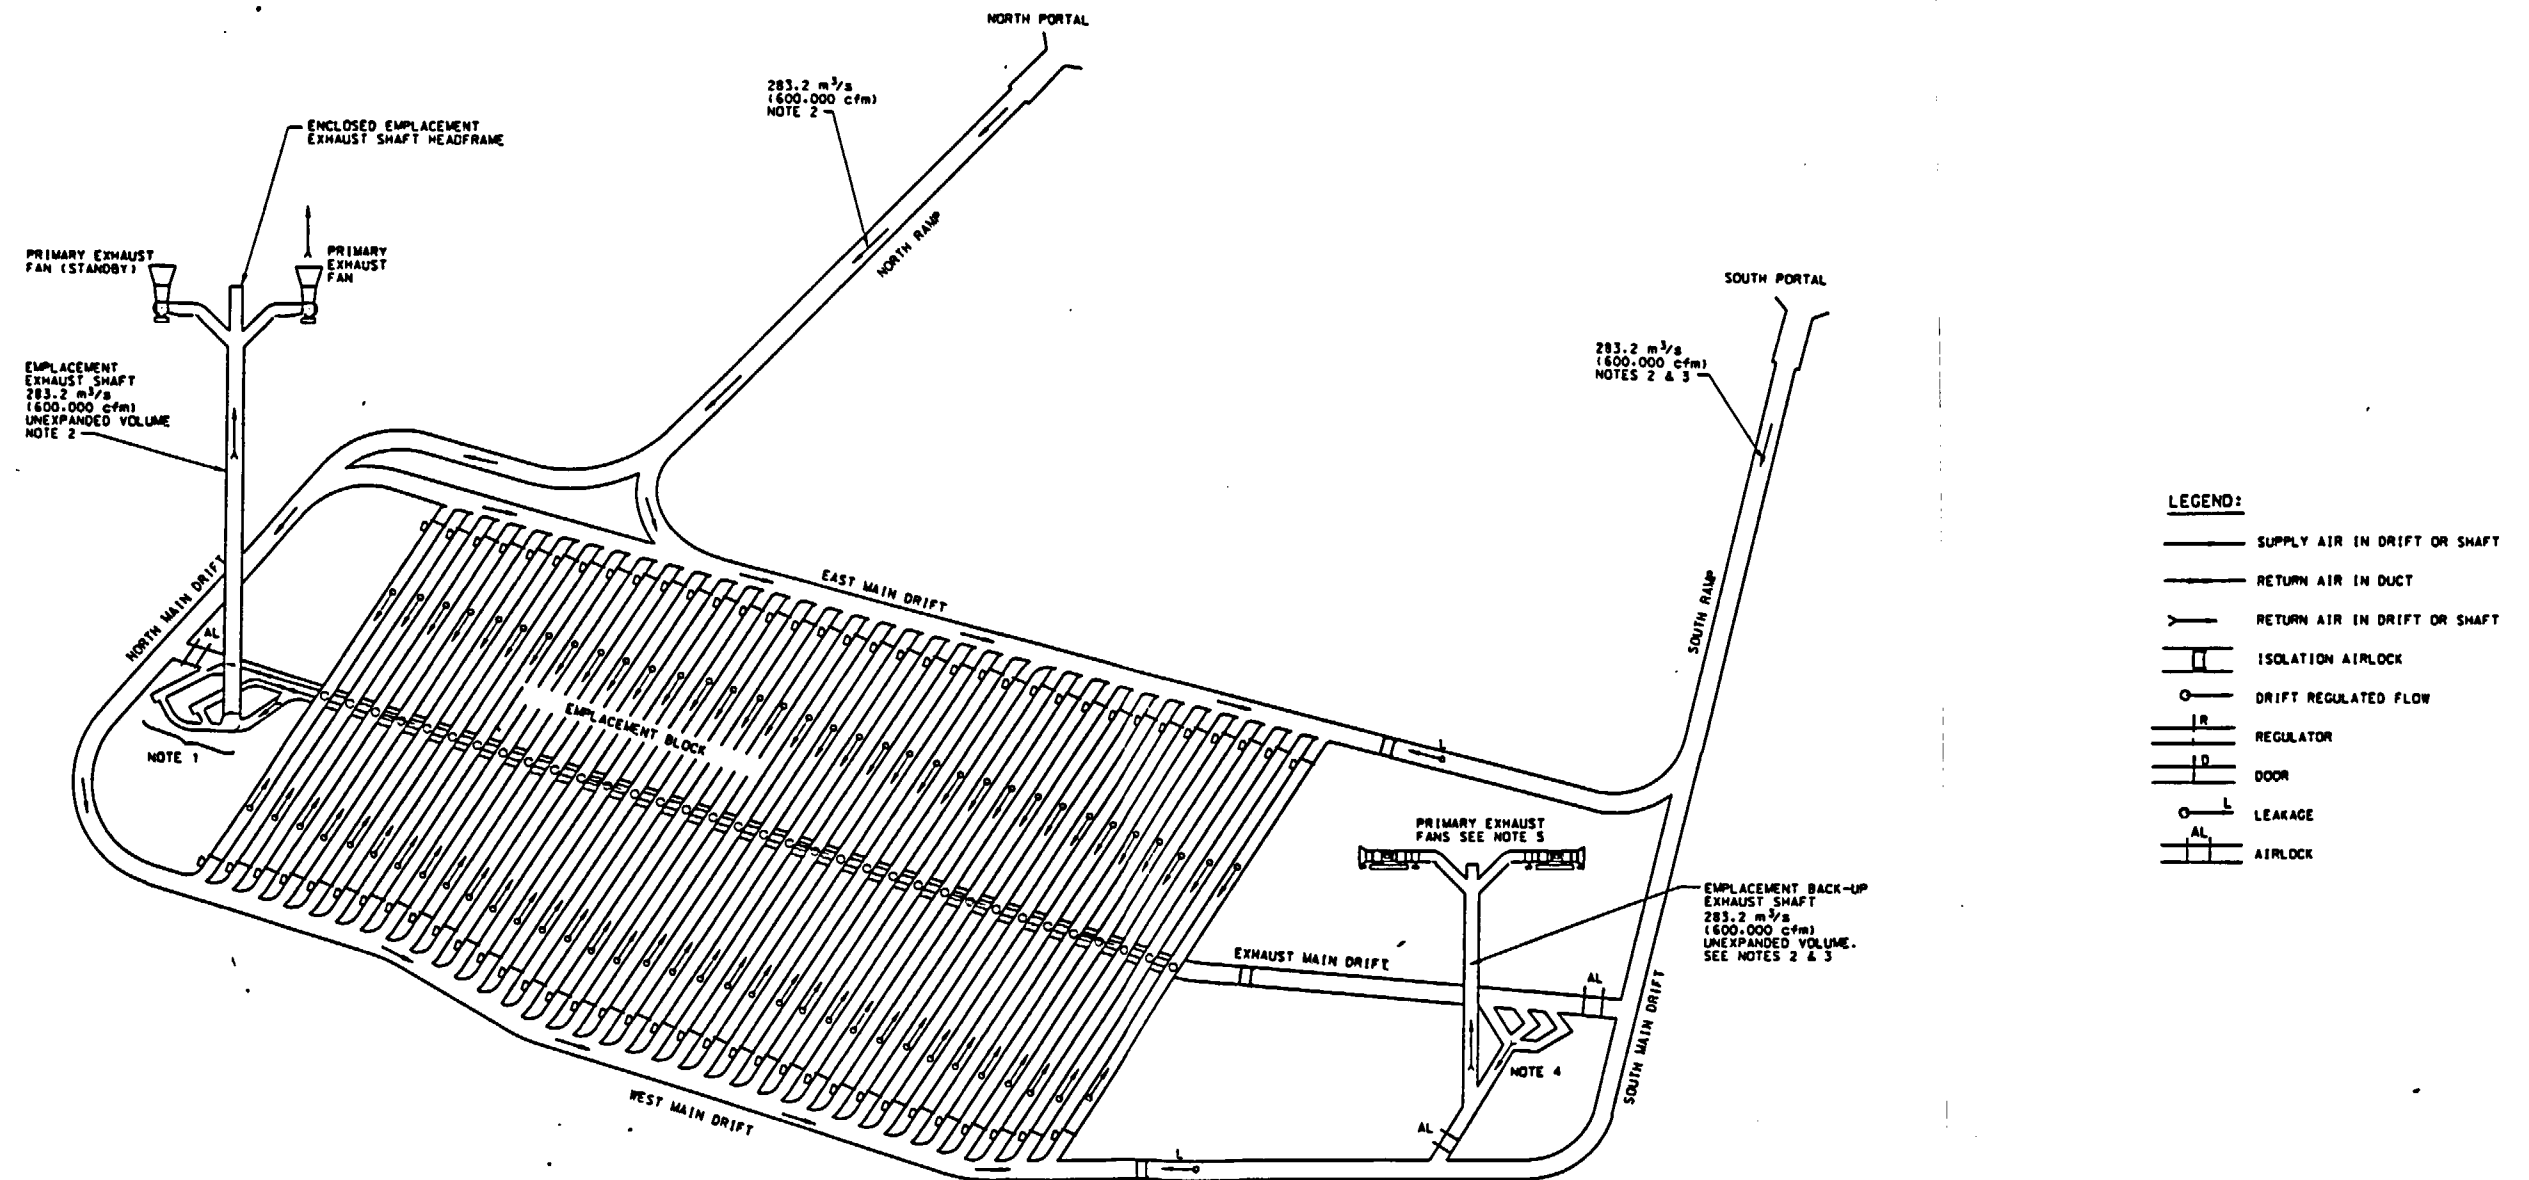 NORTH PORTAL
283.2 m³/s
(600.000 cfm)
NOTE 2
ENCLOSED EMPLACEMENT
EXHAUST SHAFT HEADFRAME
NORTH RAMP
PRIMARY EXHAUST
FAN (STANDBY)
PRIMARY
EXHAUST
FAN
SOUTH PORTAL
283.2 m³/s
(600.000 cfm)
NOTES 2 & 3
EMPLACEMENT
EXHAUST SHAFT
283.2 m³/s
(600.000 cfm)
UNEXPANDED VOLUME
NOTE 2
NORTH MAIN DRIFT
AL
EAST MAIN DRIFT
SOUTH RAMP
EMPLACEMENT BLOCK
NOTE 1
L
PRIMARY EXHAUST
FANS SEE NOTE 5
EMPLACEMENT BACK-UP
EXHAUST SHAFT
283.2 m³/s
(600.000 cfm)
UNEXPANDED VOLUME.
SEE NOTES 2 & 3
EXHAUST MAIN DRIFT
AL
SOUTH MAIN DRIFT
NOTE 4
WEST MAIN DRIFT
AL
L
LEGEND:
SUPPLY AIR IN DRIFT OR SHAFT
RETURN AIR IN DUCT
RETURN AIR IN DRIFT OR SHAFT
ISOLATION AIRLOCK
DRIFT REGULATED FLOW
R
REGULATOR
D
DOOR
L
LEAKAGE
AL
AIRLOCK